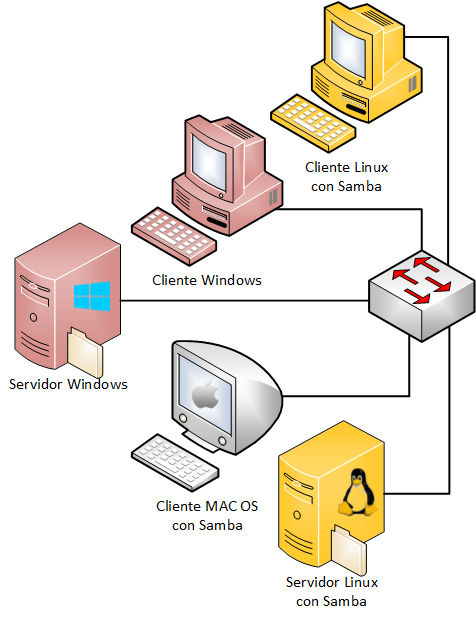 Cliente Linux
con Samba
Cliente Windows
Servidor Windows
Cliente MAC OS
con Samba
Servidor Linux
con Samba